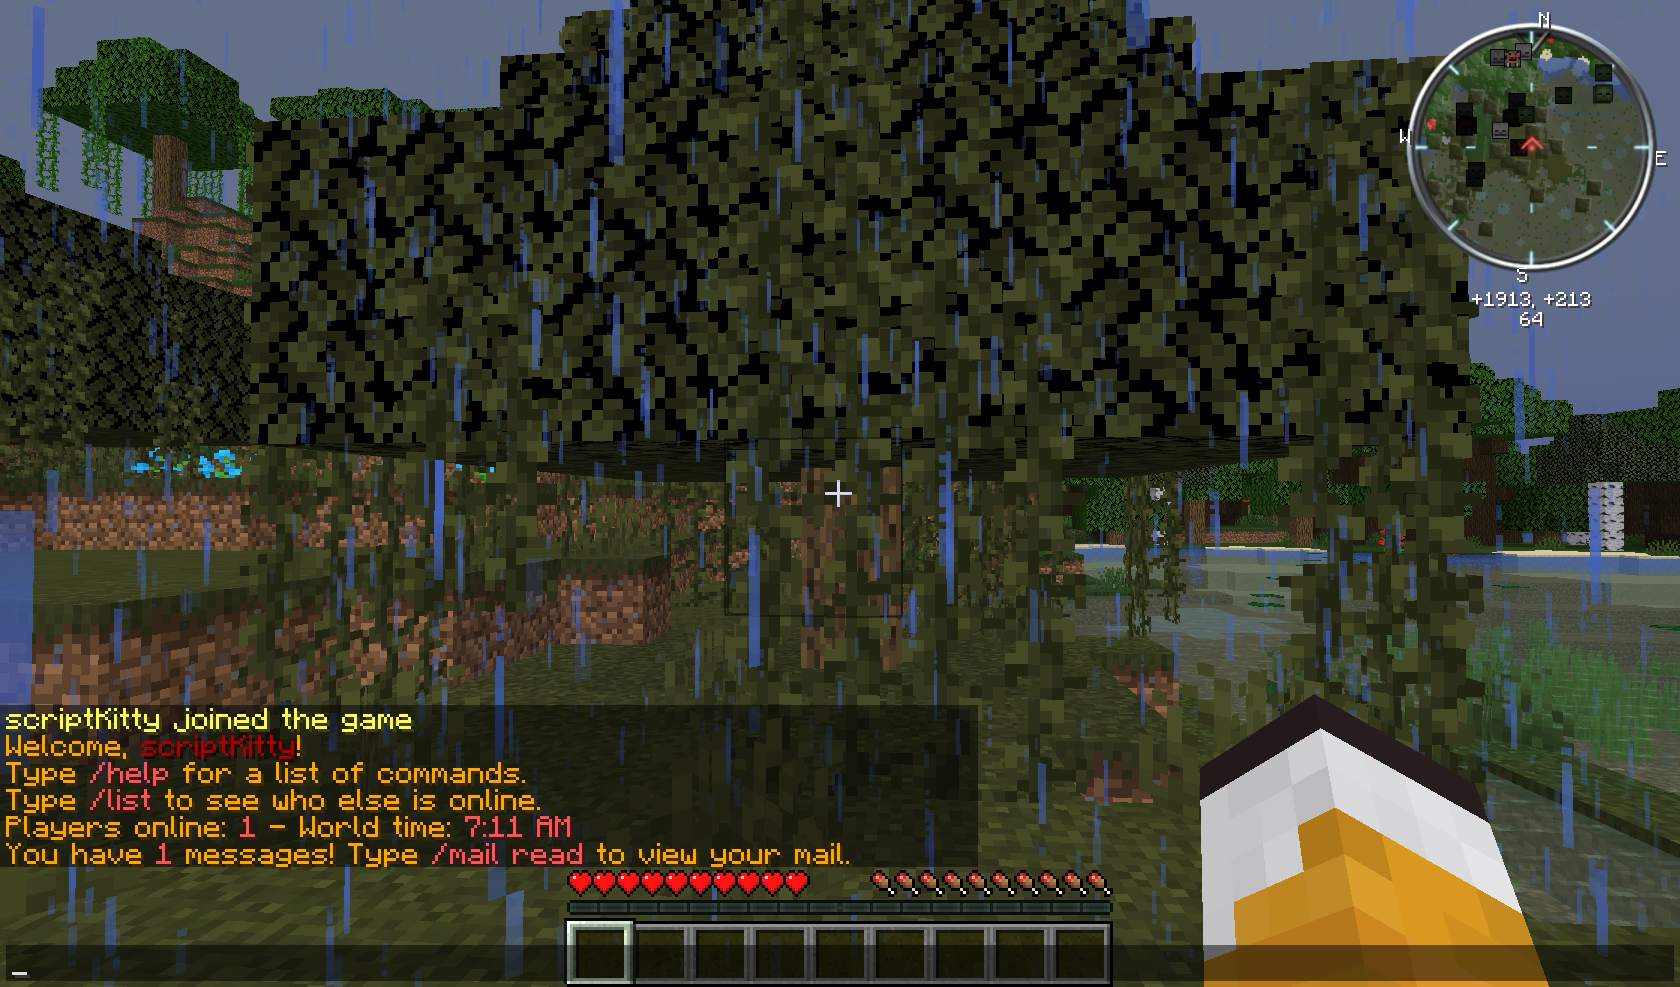 N
W
E
S
+1913, +213
64
scriptKitty joined the game
Welcome, scriptKitty!
Type /help for a list of commands.
Type /list to see who else is online.
Players online: 1 – World time: 7:11 AM
You have 1 messages! Type /mail read to view your mail.
_